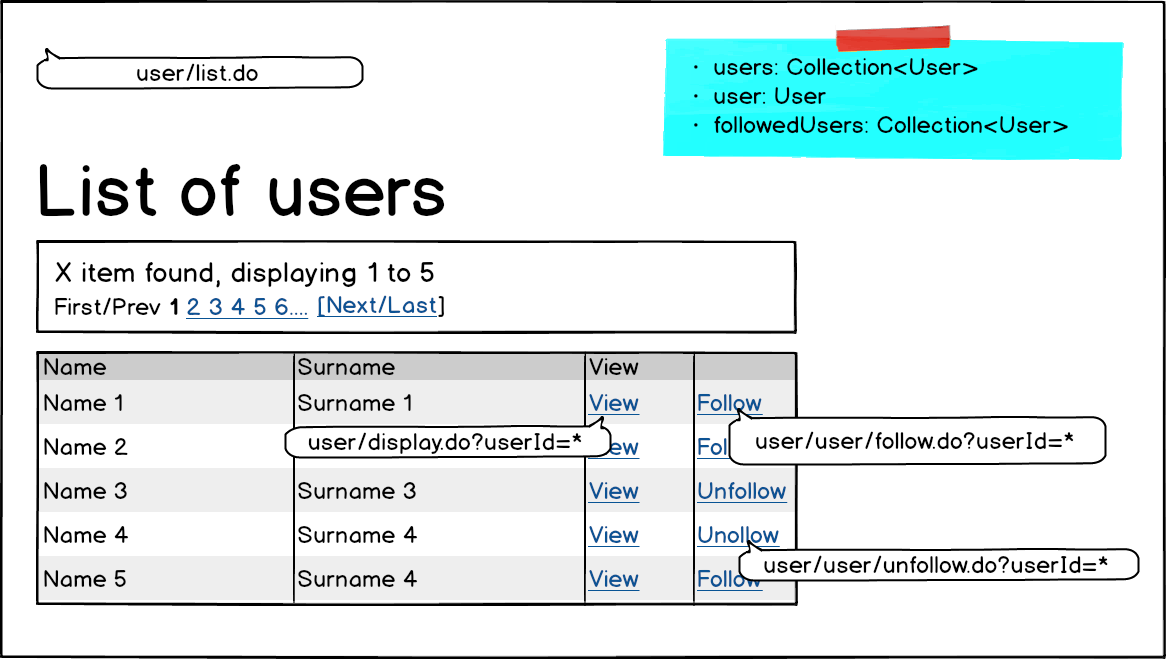 user/list.do
· users: Collection<User>
· user: User
· followedUsers: Collection<User>
List of users
X item found, displaying 1 to 5
First/Prev 1 2 3 4 5 6.... [Next/Last]
Name Surname View
Name 1 Surname 1 View Follow
user/display.do?userId=*
user/user/follow.do?userId=*
Name 2
Name 3 Surname 3 View Unfollow
Name 4 Surname 4 View Unollow
user/user/unfollow.do?userId=*
Name 5 Surname 4 View Follow